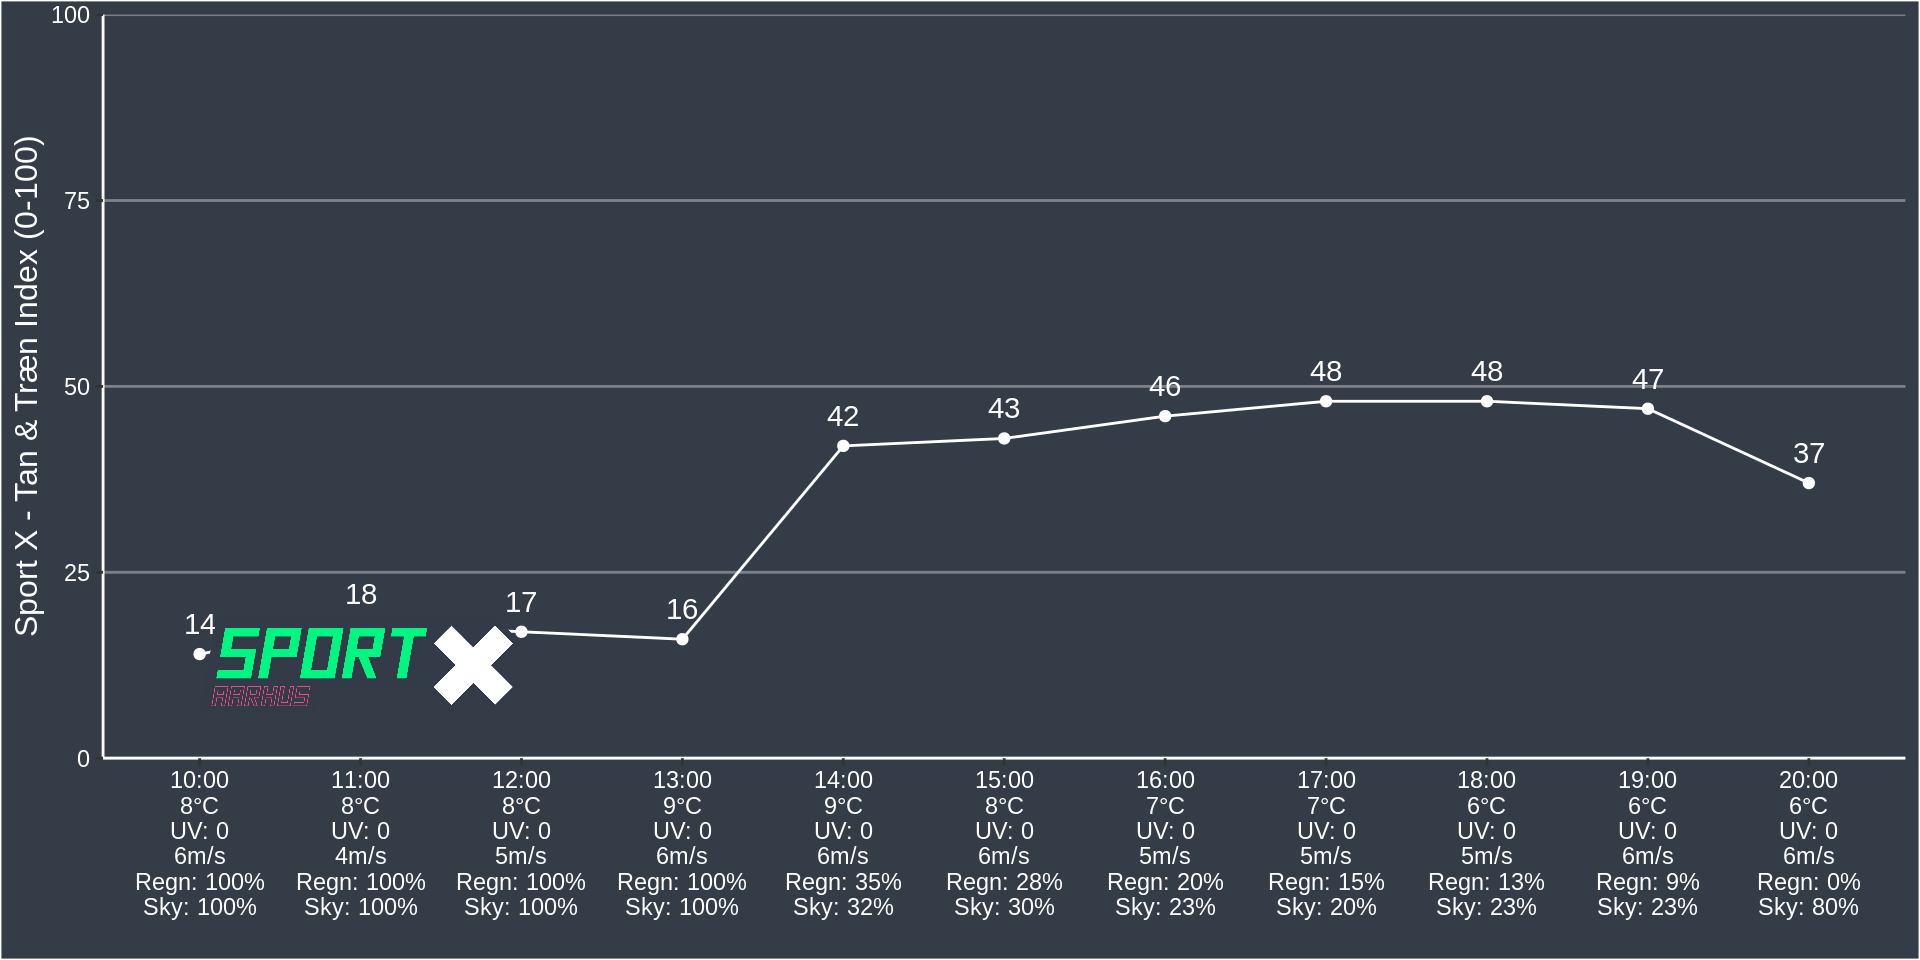 Sport X - Tan & Træn Index (0-100)
100
75
50
25
0
14
18
17
16
42
43
46
48
48
47
37
SPORT X
AARHUS
10:00 11:00 12:00 13:00 14:00 15:00 16:00 17:00 18:00 19:00 20:00
8°C 8°C 8°C 9°C 9°C 8°C 7°C 7°C 6°C 6°C 6°C
UV: 0 UV: 0 UV: 0 UV: 0 UV: 0 UV: 0 UV: 0 UV: 0 UV: 0 UV: 0 UV: 0
6m/s 4m/s 5m/s 6m/s 6m/s 6m/s 5m/s 5m/s 5m/s 6m/s 6m/s
Regn: 100% Regn: 100% Regn: 100% Regn: 100% Regn: 35% Regn: 28% Regn: 20% Regn: 15% Regn: 13% Regn: 9% Regn: 0%
Sky: 100% Sky: 100% Sky: 100% Sky: 100% Sky: 32% Sky: 30% Sky: 23% Sky: 20% Sky: 23% Sky: 23% Sky: 80%